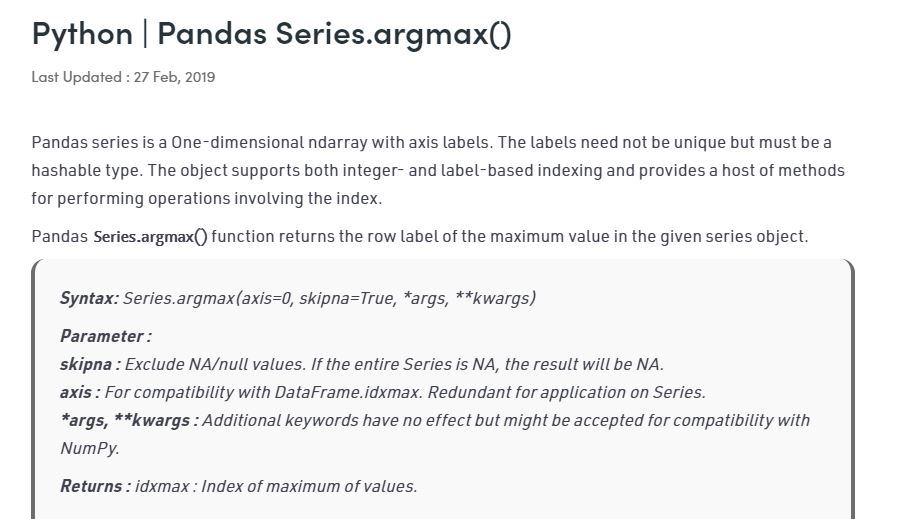 Python | Pandas Series.argmax()
Last Updated : 27 Feb, 2019
Pandas series is a One-dimensional ndarray with axis labels. The labels need not be unique but must be a
hashable type. The object supports both integer- and label-based indexing and provides a host of methods
for performing operations involving the index.
Pandas Series.argmax() function returns the row label of the maximum value in the given series object.
Syntax: Series.argmax(axis=0, skipna=True, *args, **kwargs)
Parameter :
skipna : Exclude NA/null values. If the entire Series is NA, the result will be NA.
axis : For compatibility with DataFrame.idxmax. Redundant for application on Series.
*args, **kwargs : Additional keywords have no effect but might be accepted for compatibility with
NumPy.
Returns : idxmax : Index of maximum of values.